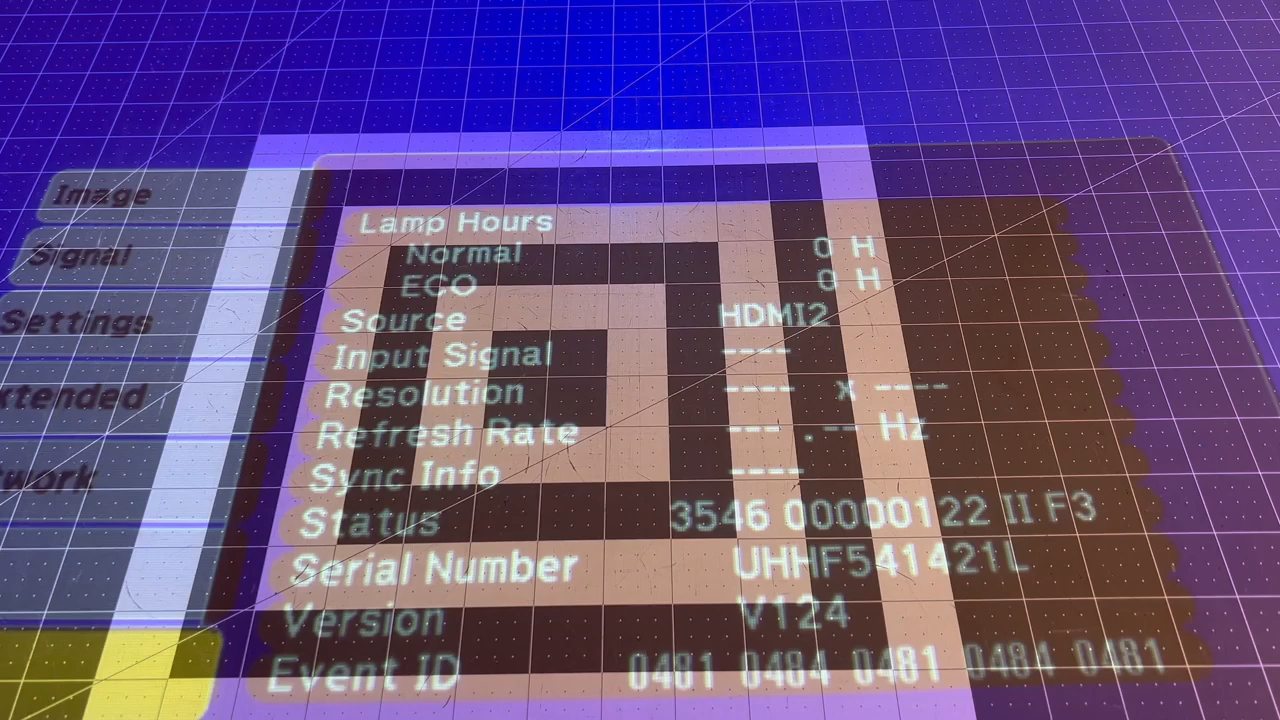 Image
Signal
Settings
xtended
work
Lamp Hours
Normal 0 H
ECO 0 H
Source HDMI2
Input Signal ----
Resolution ---- x ----
Refresh Rate --- . -- Hz
Sync Info ----
Status 3546 00000122 II F3
Serial Number UHHF541421L
Version V124
Event ID 0481 0484 0481 0484 0481